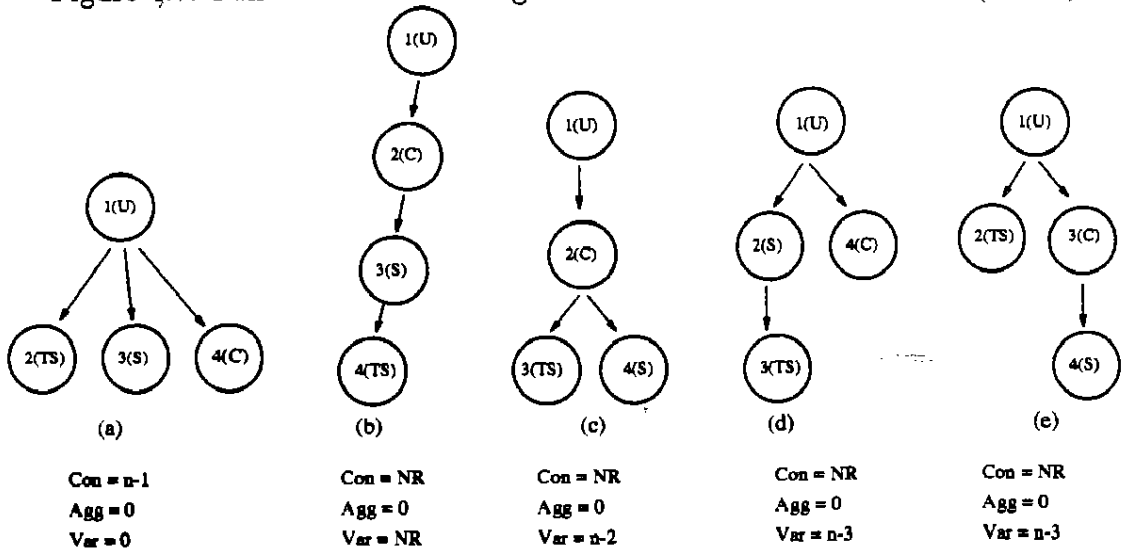 Figure
1(U)
2(TS)
3(S)
4(C)
(a)
Con = n-1
Agg = 0
Var = 0
1(U)
2(C)
3(S)
4(TS)
(b)
Con = NR
Agg = 0
Var = NR
1(U)
2(C)
3(TS)
4(S)
(c)
Con = NR
Agg = 0
Var = n-2
1(U)
2(S)
4(C)
3(TS)
(d)
Con = NR
Agg = 0
Var = n-3
1(U)
2(TS)
3(C)
4(S)
(e)
Con = NR
Agg = 0
Var = n-3